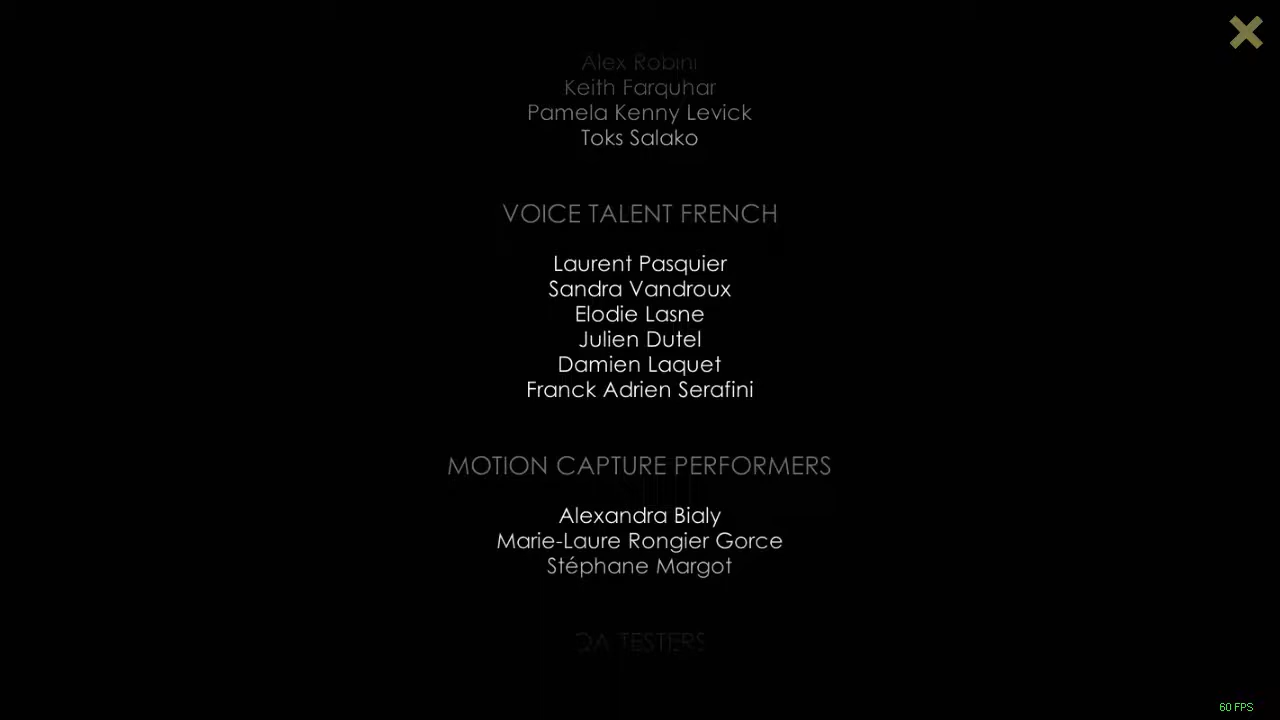 Alex Robini
Keith Farquhar
Pamela Kenny Levick
Toks Salako
VOICE TALENT FRENCH
Laurent Pasquier
Sandra Vandroux
Elodie Lasne
Julien Dutel
Damien Laquet
Franck Adrien Serafini
MOTION CAPTURE PERFORMERS
Alexandra Bialy
Marie-Laure Rongier Gorce
Stéphane Margot
QA TESTERS
60 FPS